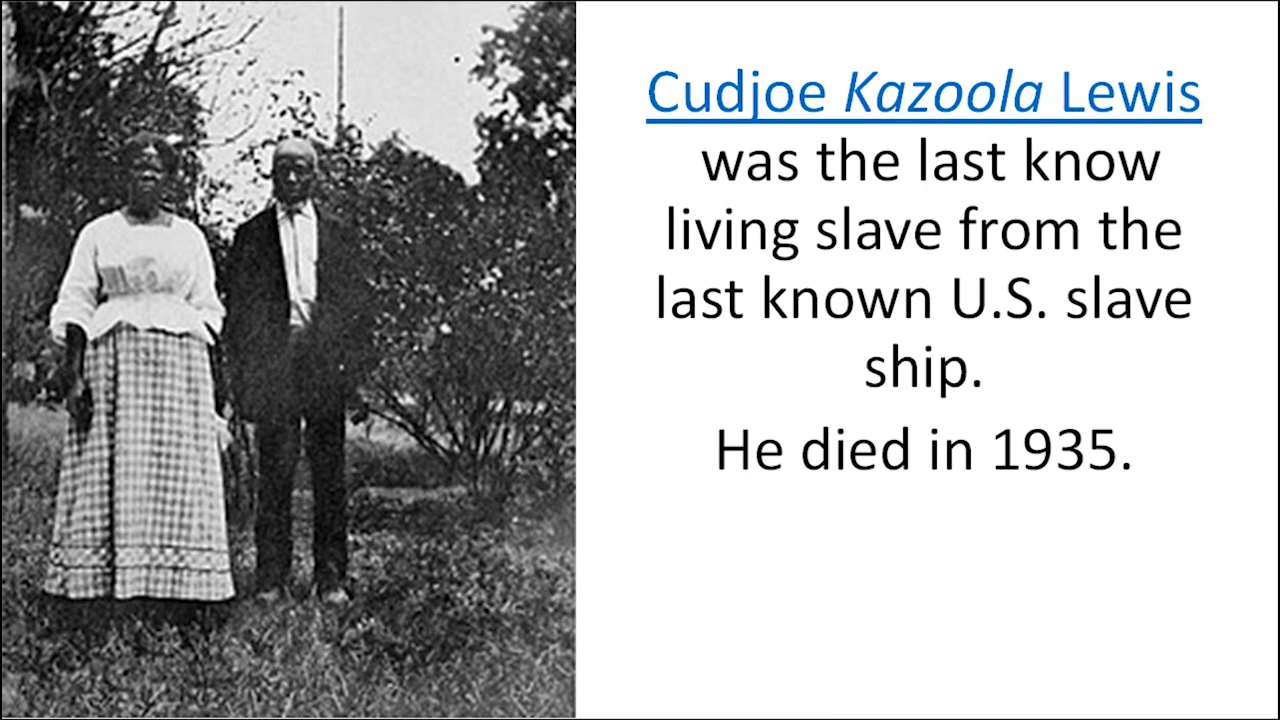 Cudjoe Kazoola Lewis
was the last know
living slave from the
last known U.S. slave
ship.
He died in 1935.